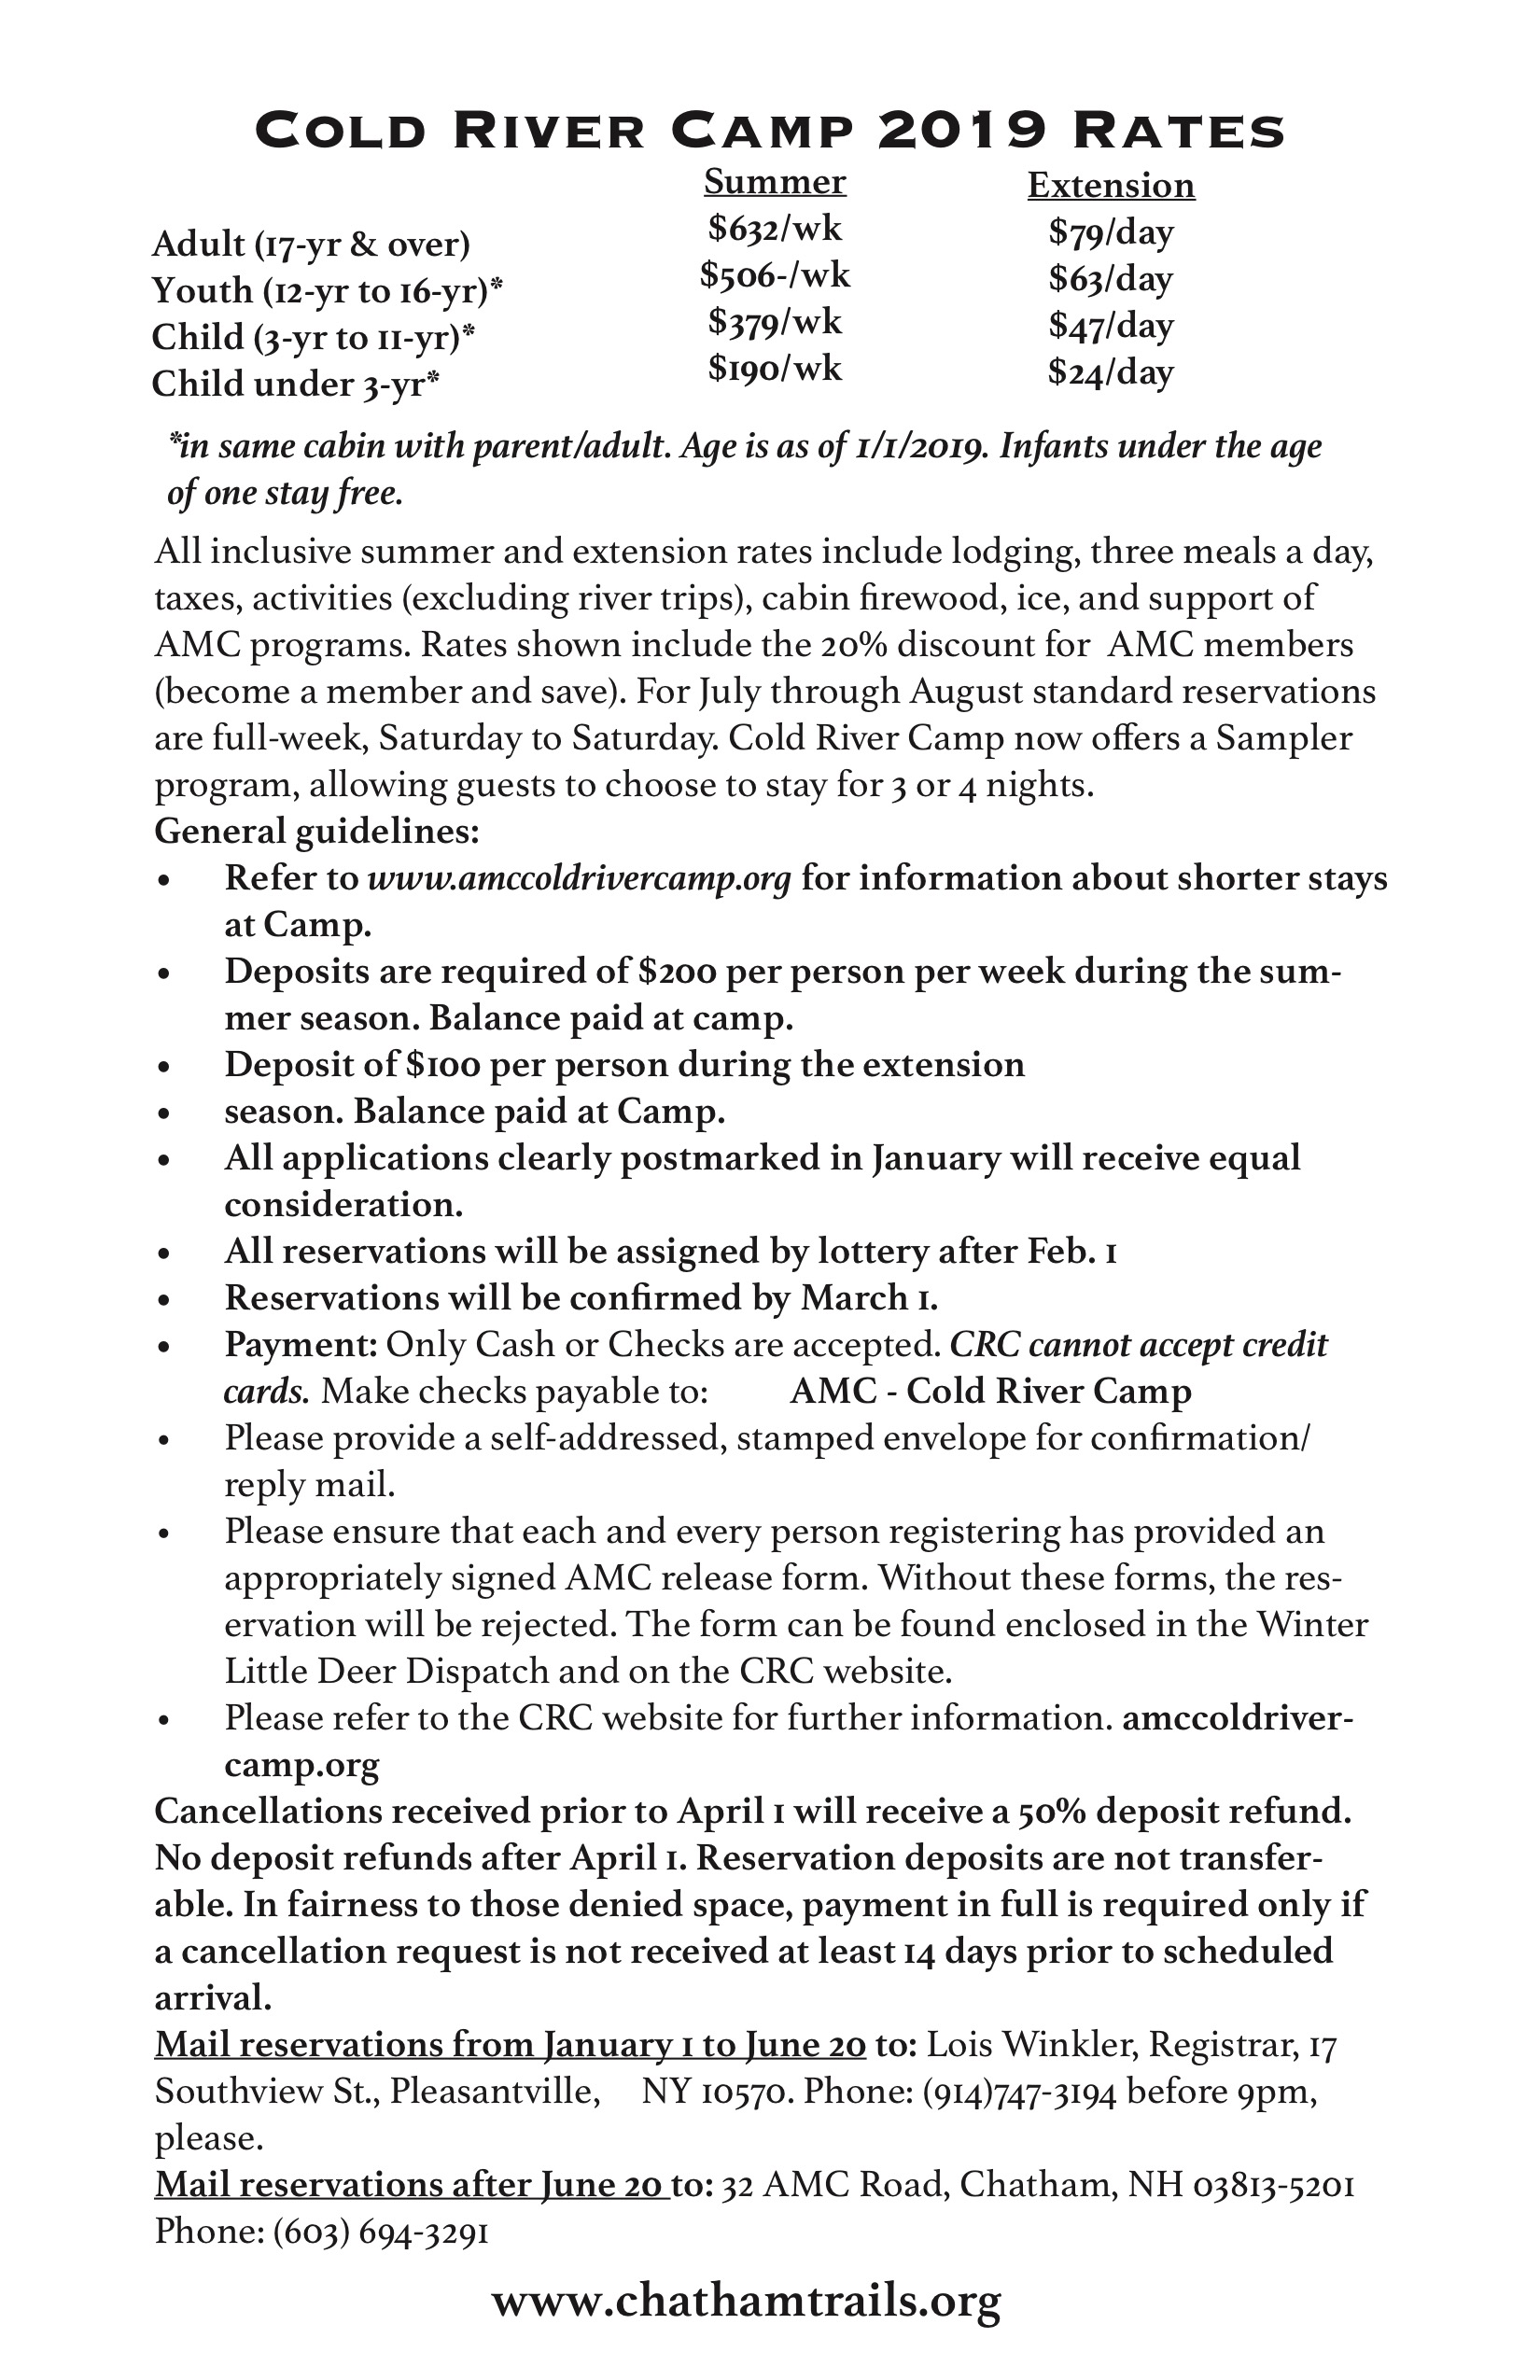 Cold River Camp 2019 Rates
Summer Extension
Adult (17-yr & over) $632/wk $79/day
Youth (12-yr to 16-yr)* $506-/wk $63/day
Child (3-yr to 11-yr)* $379/wk $47/day
Child under 3-yr* $190/wk $24/day
*in same cabin with parent/adult. Age is as of 1/1/2019. Infants under the age
of one stay free.
All inclusive summer and extension rates include lodging, three meals a day,
taxes, activities (excluding river trips), cabin firewood, ice, and support of
AMC programs. Rates shown include the 20% discount for AMC members
(become a member and save). For July through August standard reservations
are full-week, Saturday to Saturday. Cold River Camp now offers a Sampler
program, allowing guests to choose to stay for 3 or 4 nights.
General guidelines:
• Refer to www.amccoldrivercamp.org for information about shorter stays
at Camp.
• Deposits are required of $200 per person per week during the sum-
mer season. Balance paid at camp.
• Deposit of $100 per person during the extension
• season. Balance paid at Camp.
• All applications clearly postmarked in January will receive equal
consideration.
• All reservations will be assigned by lottery after Feb. 1
• Reservations will be confirmed by March 1.
• Payment: Only Cash or Checks are accepted. CRC cannot accept credit
cards. Make checks payable to: AMC - Cold River Camp
• Please provide a self-addressed, stamped envelope for confirmation/
reply mail.
• Please ensure that each and every person registering has provided an
appropriately signed AMC release form. Without these forms, the res-
ervation will be rejected. The form can be found enclosed in the Winter
Little Deer Dispatch and on the CRC website.
• Please refer to the CRC website for further information. amccoldriver-
camp.org
Cancellations received prior to April 1 will receive a 50% deposit refund.
No deposit refunds after April 1. Reservation deposits are not transfer-
able. In fairness to those denied space, payment in full is required only if
a cancellation request is not received at least 14 days prior to scheduled
arrival.
Mail reservations from January 1 to June 20 to: Lois Winkler, Registrar, 17
Southview St., Pleasantville, NY 10570. Phone: (914)747-3194 before 9pm,
please.
Mail reservations after June 20 to: 32 AMC Road, Chatham, NH 03813-5201
Phone: (603) 694-3291
www.chathamtrails.org